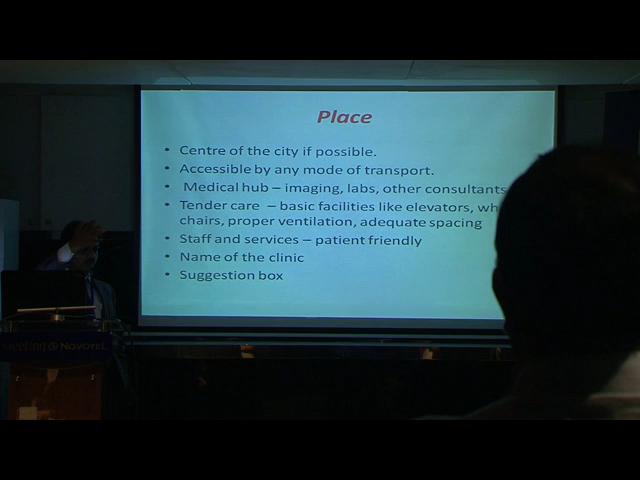 Place
• Centre of the city if possible.
• Accessible by any mode of transport.
• Medical hub – imaging, labs, other consultants
• Tender care – basic facilities like elevators,
chairs, proper ventilation, adequate spacing
• Staff and services – patient friendly
• Name of the clinic
• Suggestion box
Meeting @ NOVOTEL